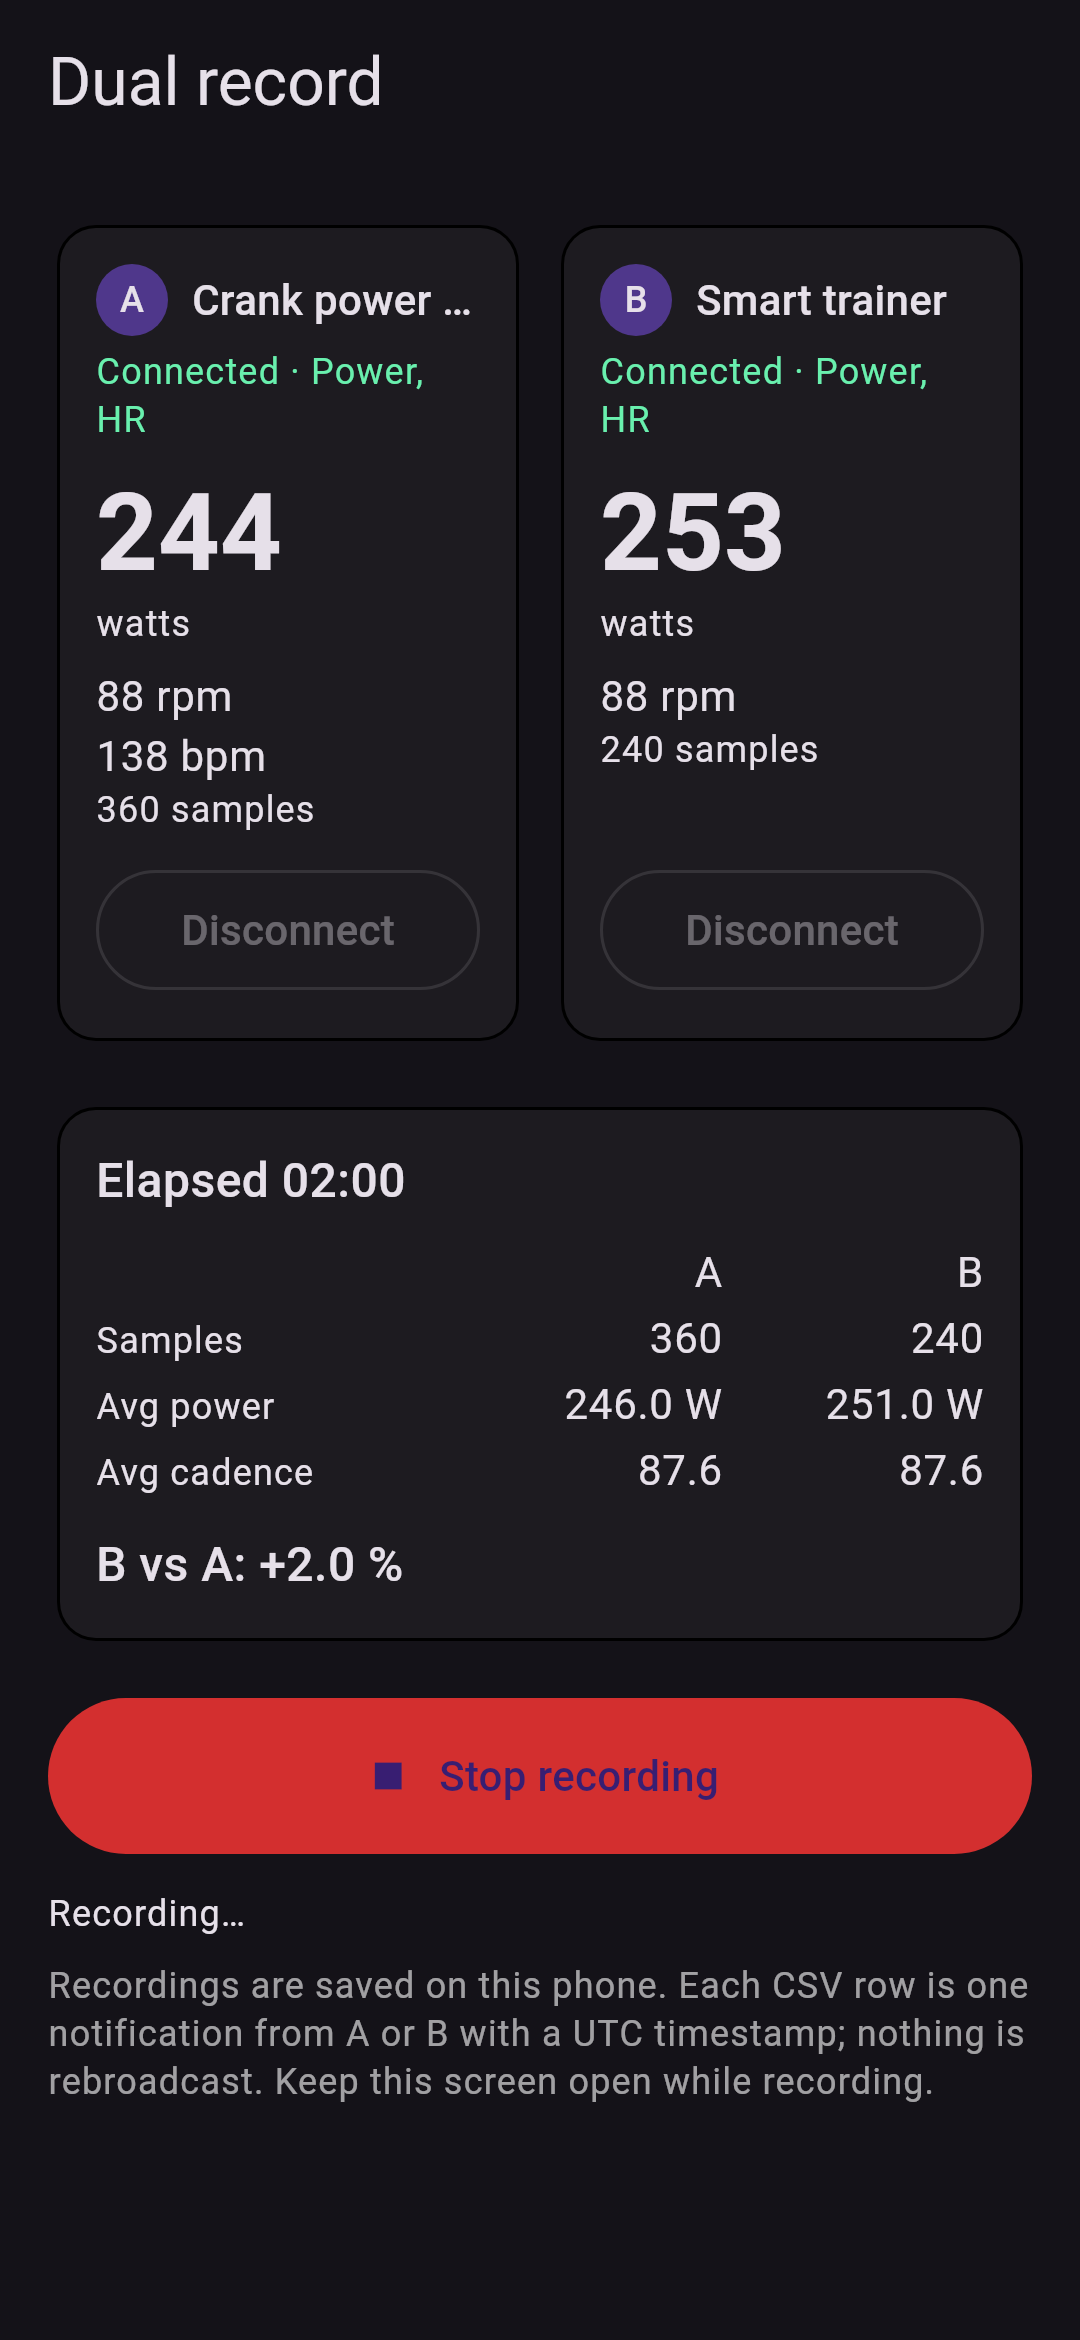 Dual record
A Crank power …
Connected · Power,
HR
244
watts
88 rpm
138 bpm
360 samples
Disconnect
B Smart trainer
Connected · Power,
HR
253
watts
88 rpm
240 samples
Disconnect
Elapsed 02:00
A B
Samples 360 240
Avg power 246.0 W 251.0 W
Avg cadence 87.6 87.6
B vs A: +2.0 %
Stop recording
Recording…
Recordings are saved on this phone. Each CSV row is one
notification from A or B with a UTC timestamp; nothing is
rebroadcast. Keep this screen open while recording.